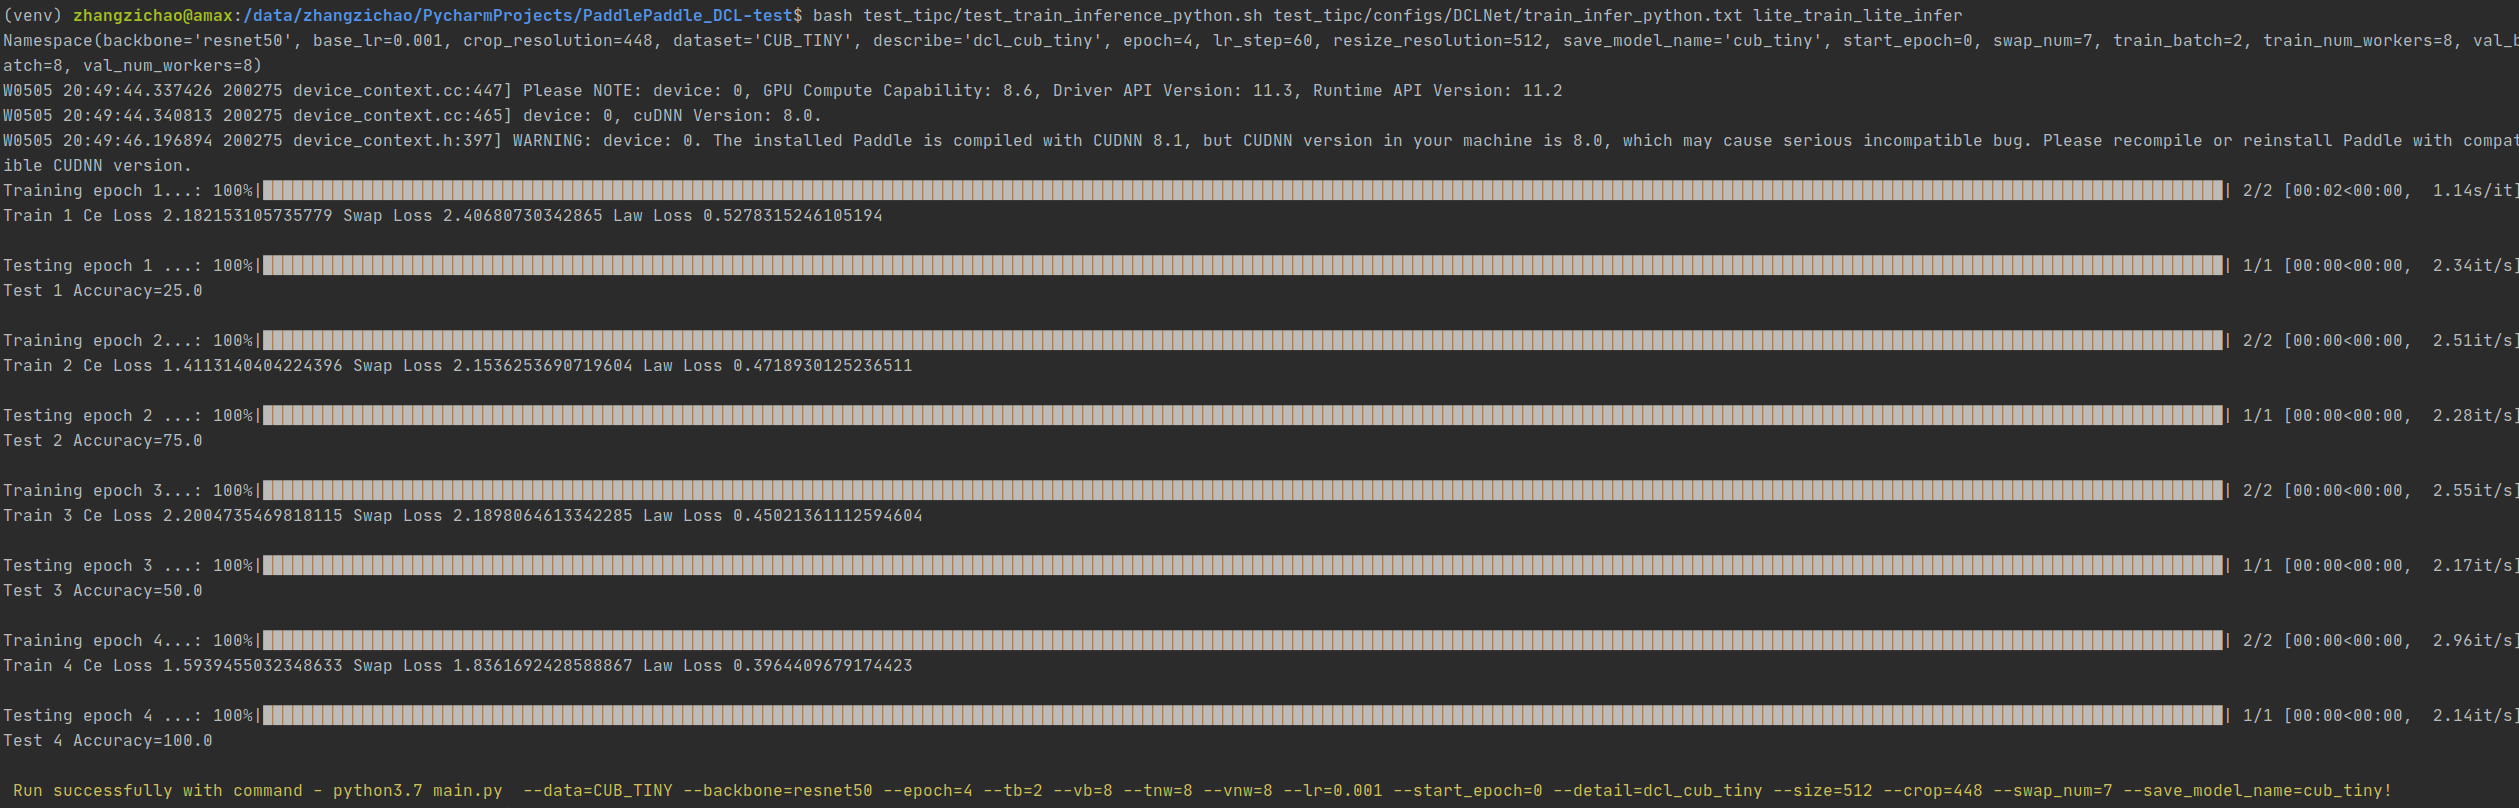 (venv) zhangzichao@amax:/data/zhangzichao/PycharmProjects/PaddlePaddle_DCL-test$ bash test_tipc/test_train_inference_python.sh test_tipc/configs/DCLNet/train_infer_python.txt lite_train_lite_infer
Namespace(backbone='resnet50', base_lr=0.001, crop_resolution=448, dataset='CUB_TINY', describe='dcl_cub_tiny', epoch=4, lr_step=60, resize_resolution=512, save_model_name='cub_tiny', start_epoch=0, swap_num=7, train_batch=2, train_num_workers=8, val_b
atch=8, val_num_workers=8)
W0505 20:49:44.337426 200275 device_context.cc:447] Please NOTE: device: 0, GPU Compute Capability: 8.6, Driver API Version: 11.3, Runtime API Version: 11.2
W0505 20:49:44.340813 200275 device_context.cc:465] device: 0, cuDNN Version: 8.0.
W0505 20:49:46.196894 200275 device_context.h:397] WARNING: device: 0. The installed Paddle is compiled with CUDNN 8.1, but CUDNN version in your machine is 8.0, which may cause serious incompatible bug. Please recompile or reinstall Paddle with compat
ible CUDNN version.
Training epoch 1...: 100%| | 2/2 [00:02<00:00, 1.14s/it]
Train 1 Ce Loss 2.182153105735779 Swap Loss 2.40680730342865 Law Loss 0.5278315246105194
Testing epoch 1 ...: 100%| | 1/1 [00:00<00:00, 2.34it/s]
Test 1 Accuracy=25.0
Training epoch 2...: 100%| | 2/2 [00:00<00:00, 2.51it/s]
Train 2 Ce Loss 1.4113140404224396 Swap Loss 2.1536253690719604 Law Loss 0.4718930125236511
Testing epoch 2 ...: 100%| | 1/1 [00:00<00:00, 2.28it/s]
Test 2 Accuracy=75.0
Training epoch 3...: 100%| | 2/2 [00:00<00:00, 2.55it/s]
Train 3 Ce Loss 2.2004735469818115 Swap Loss 2.1898064613342285 Law Loss 0.45021361112594604
Testing epoch 3 ...: 100%| | 1/1 [00:00<00:00, 2.17it/s]
Test 3 Accuracy=50.0
Training epoch 4...: 100%| | 2/2 [00:00<00:00, 2.96it/s]
Train 4 Ce Loss 1.5939455032348633 Swap Loss 1.8361692428588867 Law Loss 0.3964409679174423
Testing epoch 4 ...: 100%| | 1/1 [00:00<00:00, 2.14it/s]
Test 4 Accuracy=100.0
Run successfully with command - python3.7 main.py  --data=CUB_TINY --backbone=resnet50 --epoch=4 --tb=2 --vb=8 --tnw=8 --vnw=8 --lr=0.001 --start_epoch=0 --detail=dcl_cub_tiny --size=512 --crop=448 --swap_num=7 --save_model_name=cub_tiny!